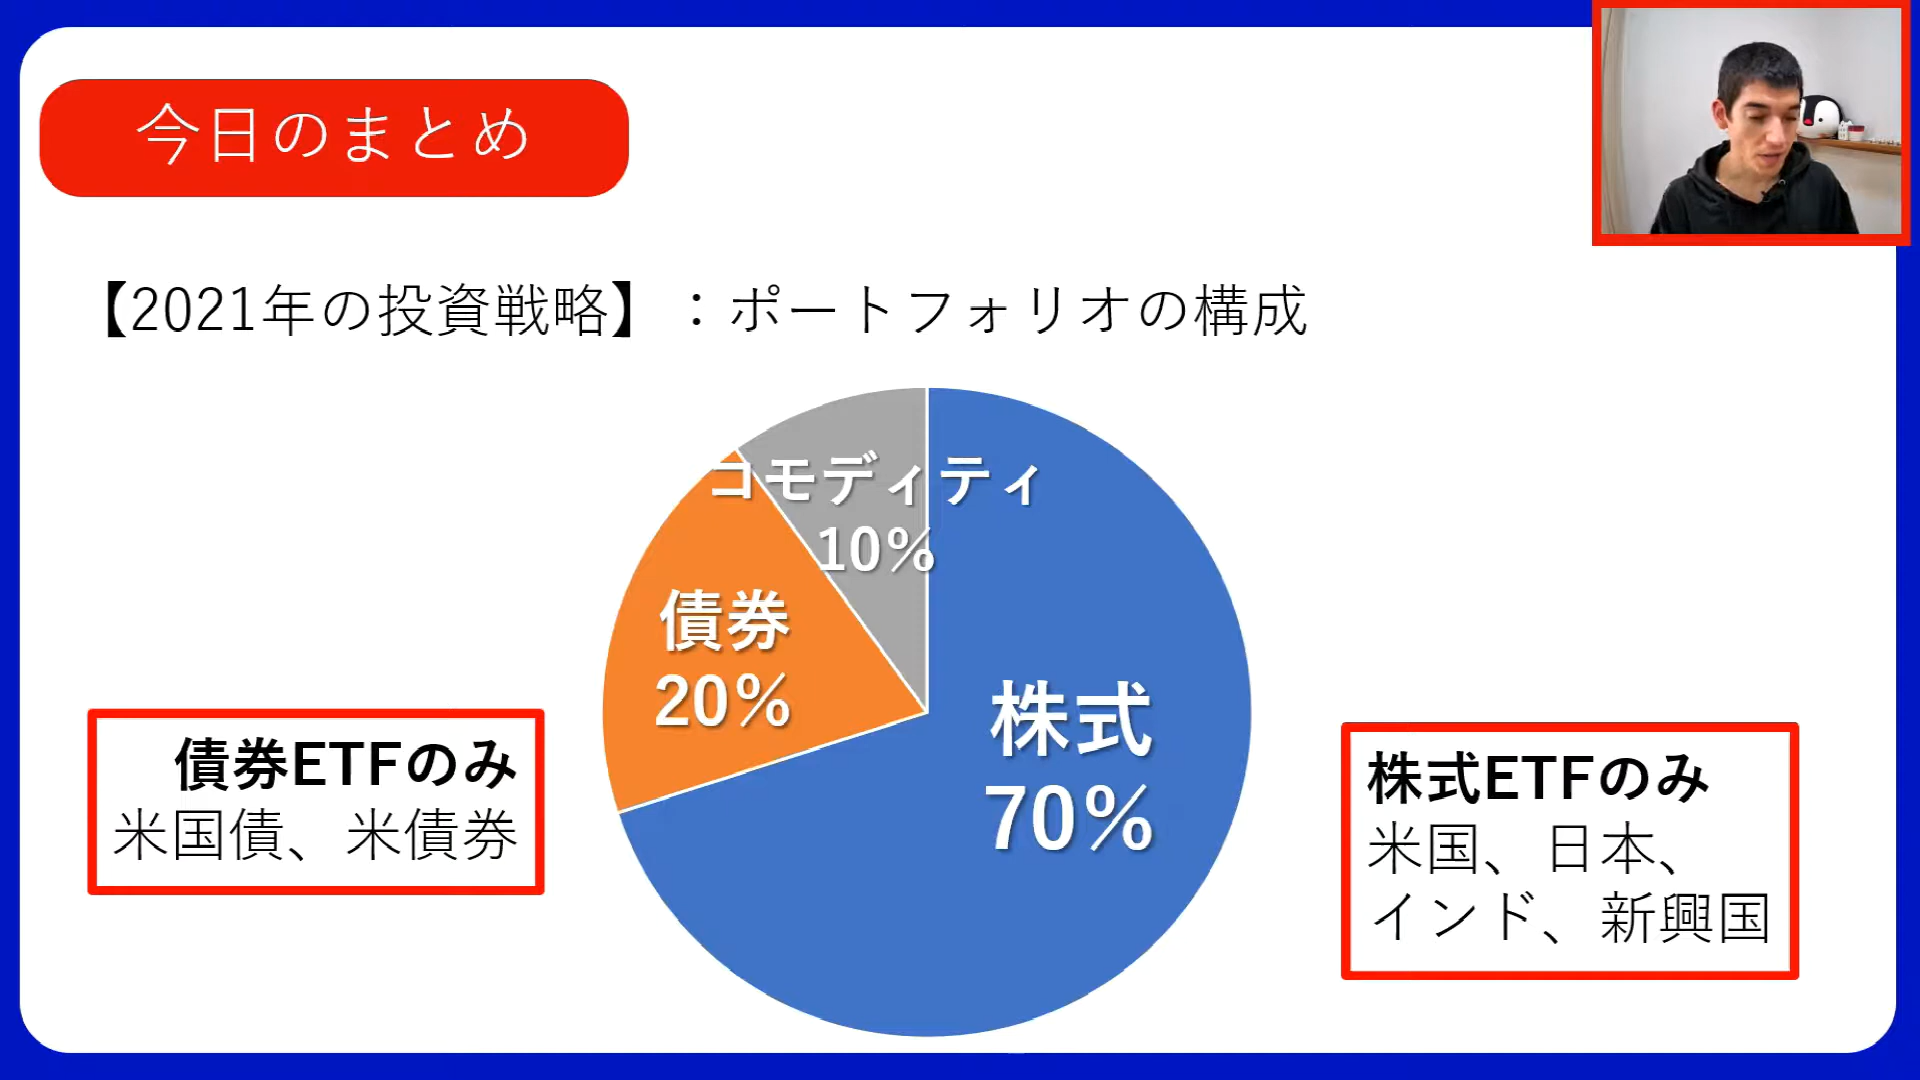 今日のまとめ
【2021年の投資戦略】：ポートフォリオの構成
コモディティ
10%
債券
20%
株式
70%
債券ETFのみ
米国債、米債券
株式ETFのみ
米国、日本、
インド、新興国